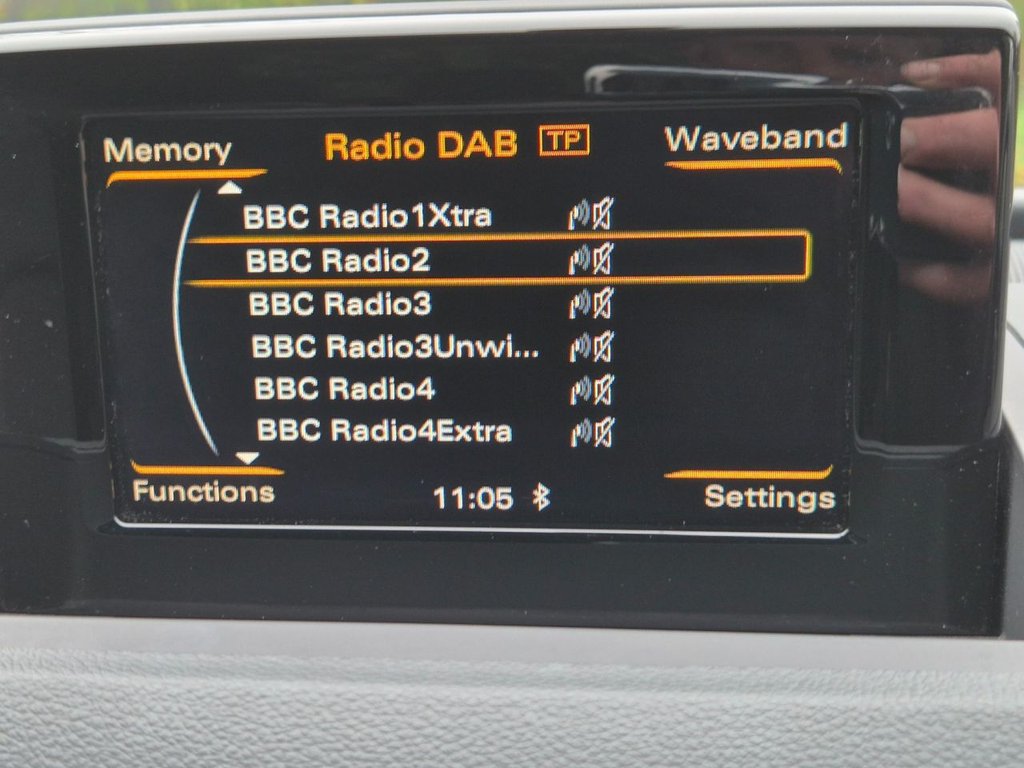 Memory Radio DAB TP Waveband
BBC Radio1Xtra
BBC Radio2
BBC Radio3
BBC Radio3Unwi...
BBC Radio4
BBC Radio4Extra
Functions 11:05 Settings